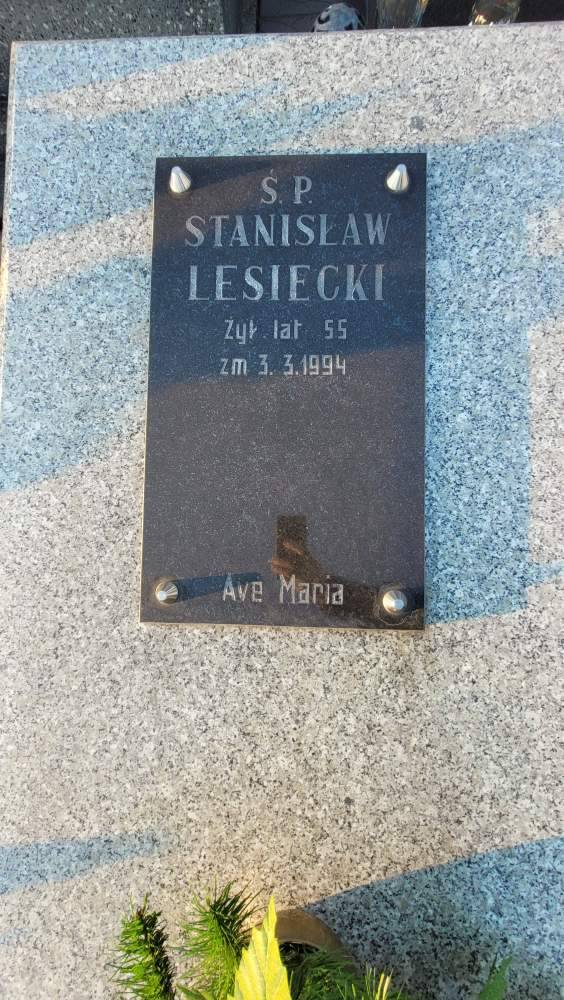 Ś. P.
STANISŁAW
LESIECKI
Żył. lat 55
zm 3. 3.1994
Ave Maria